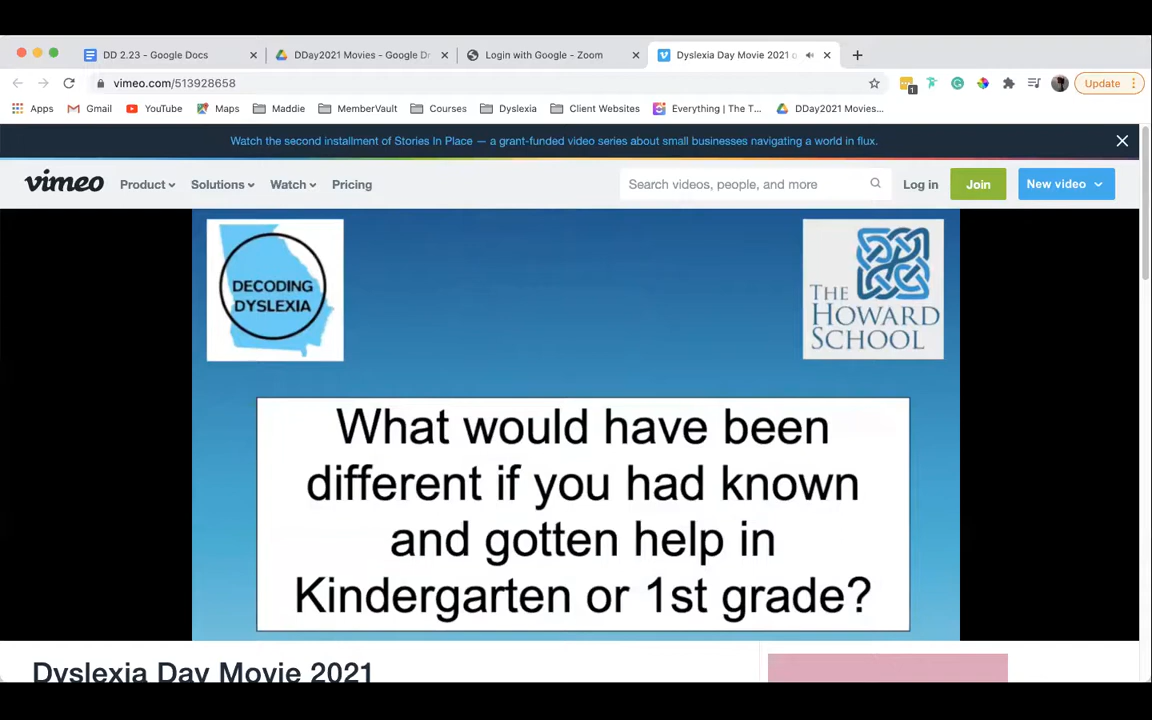 DD 2.23 - Google Docs
DDay2021 Movies - Google Dr
Login with Google - Zoom
Dyslexia Day Movie 2021 o
vimeo.com/513928658
1
Update
Apps
Gmail
YouTube
Maps
Maddie
MemberVault
Courses
Dyslexia
Client Websites
Everything | The T...
DDay2021 Movies...
Watch the second installment of Stories In Place — a grant-funded video series about small businesses navigating a world in flux.
vimeo
Product
Solutions
Watch
Pricing
Search videos, people, and more
Log in
Join
New video
DECODING
DYSLEXIA
THE
HOWARD
SCHOOL
What would have been
different if you had known
and gotten help in
Kindergarten or 1st grade?
Dyslexia Day Movie 2021